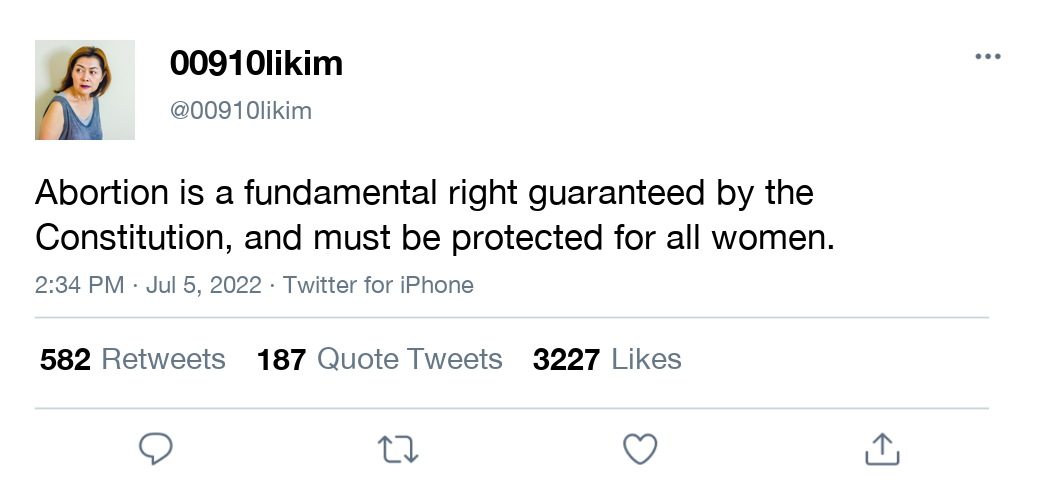 00910likim
@00910likim
Abortion is a fundamental right guaranteed by the
Constitution, and must be protected for all women.
2:34 PM · Jul 5, 2022 · Twitter for iPhone
582 Retweets 187 Quote Tweets 3227 Likes